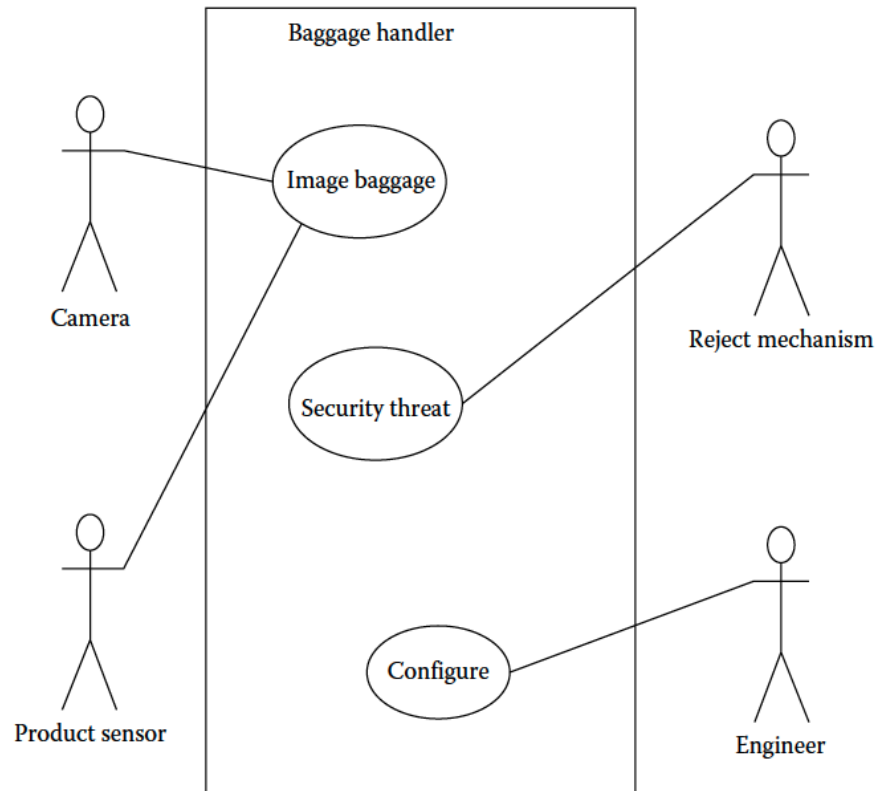 Baggage handler
Image baggage
Camera
Reject mechanism
Security threat
Configure
Product sensor
Engineer